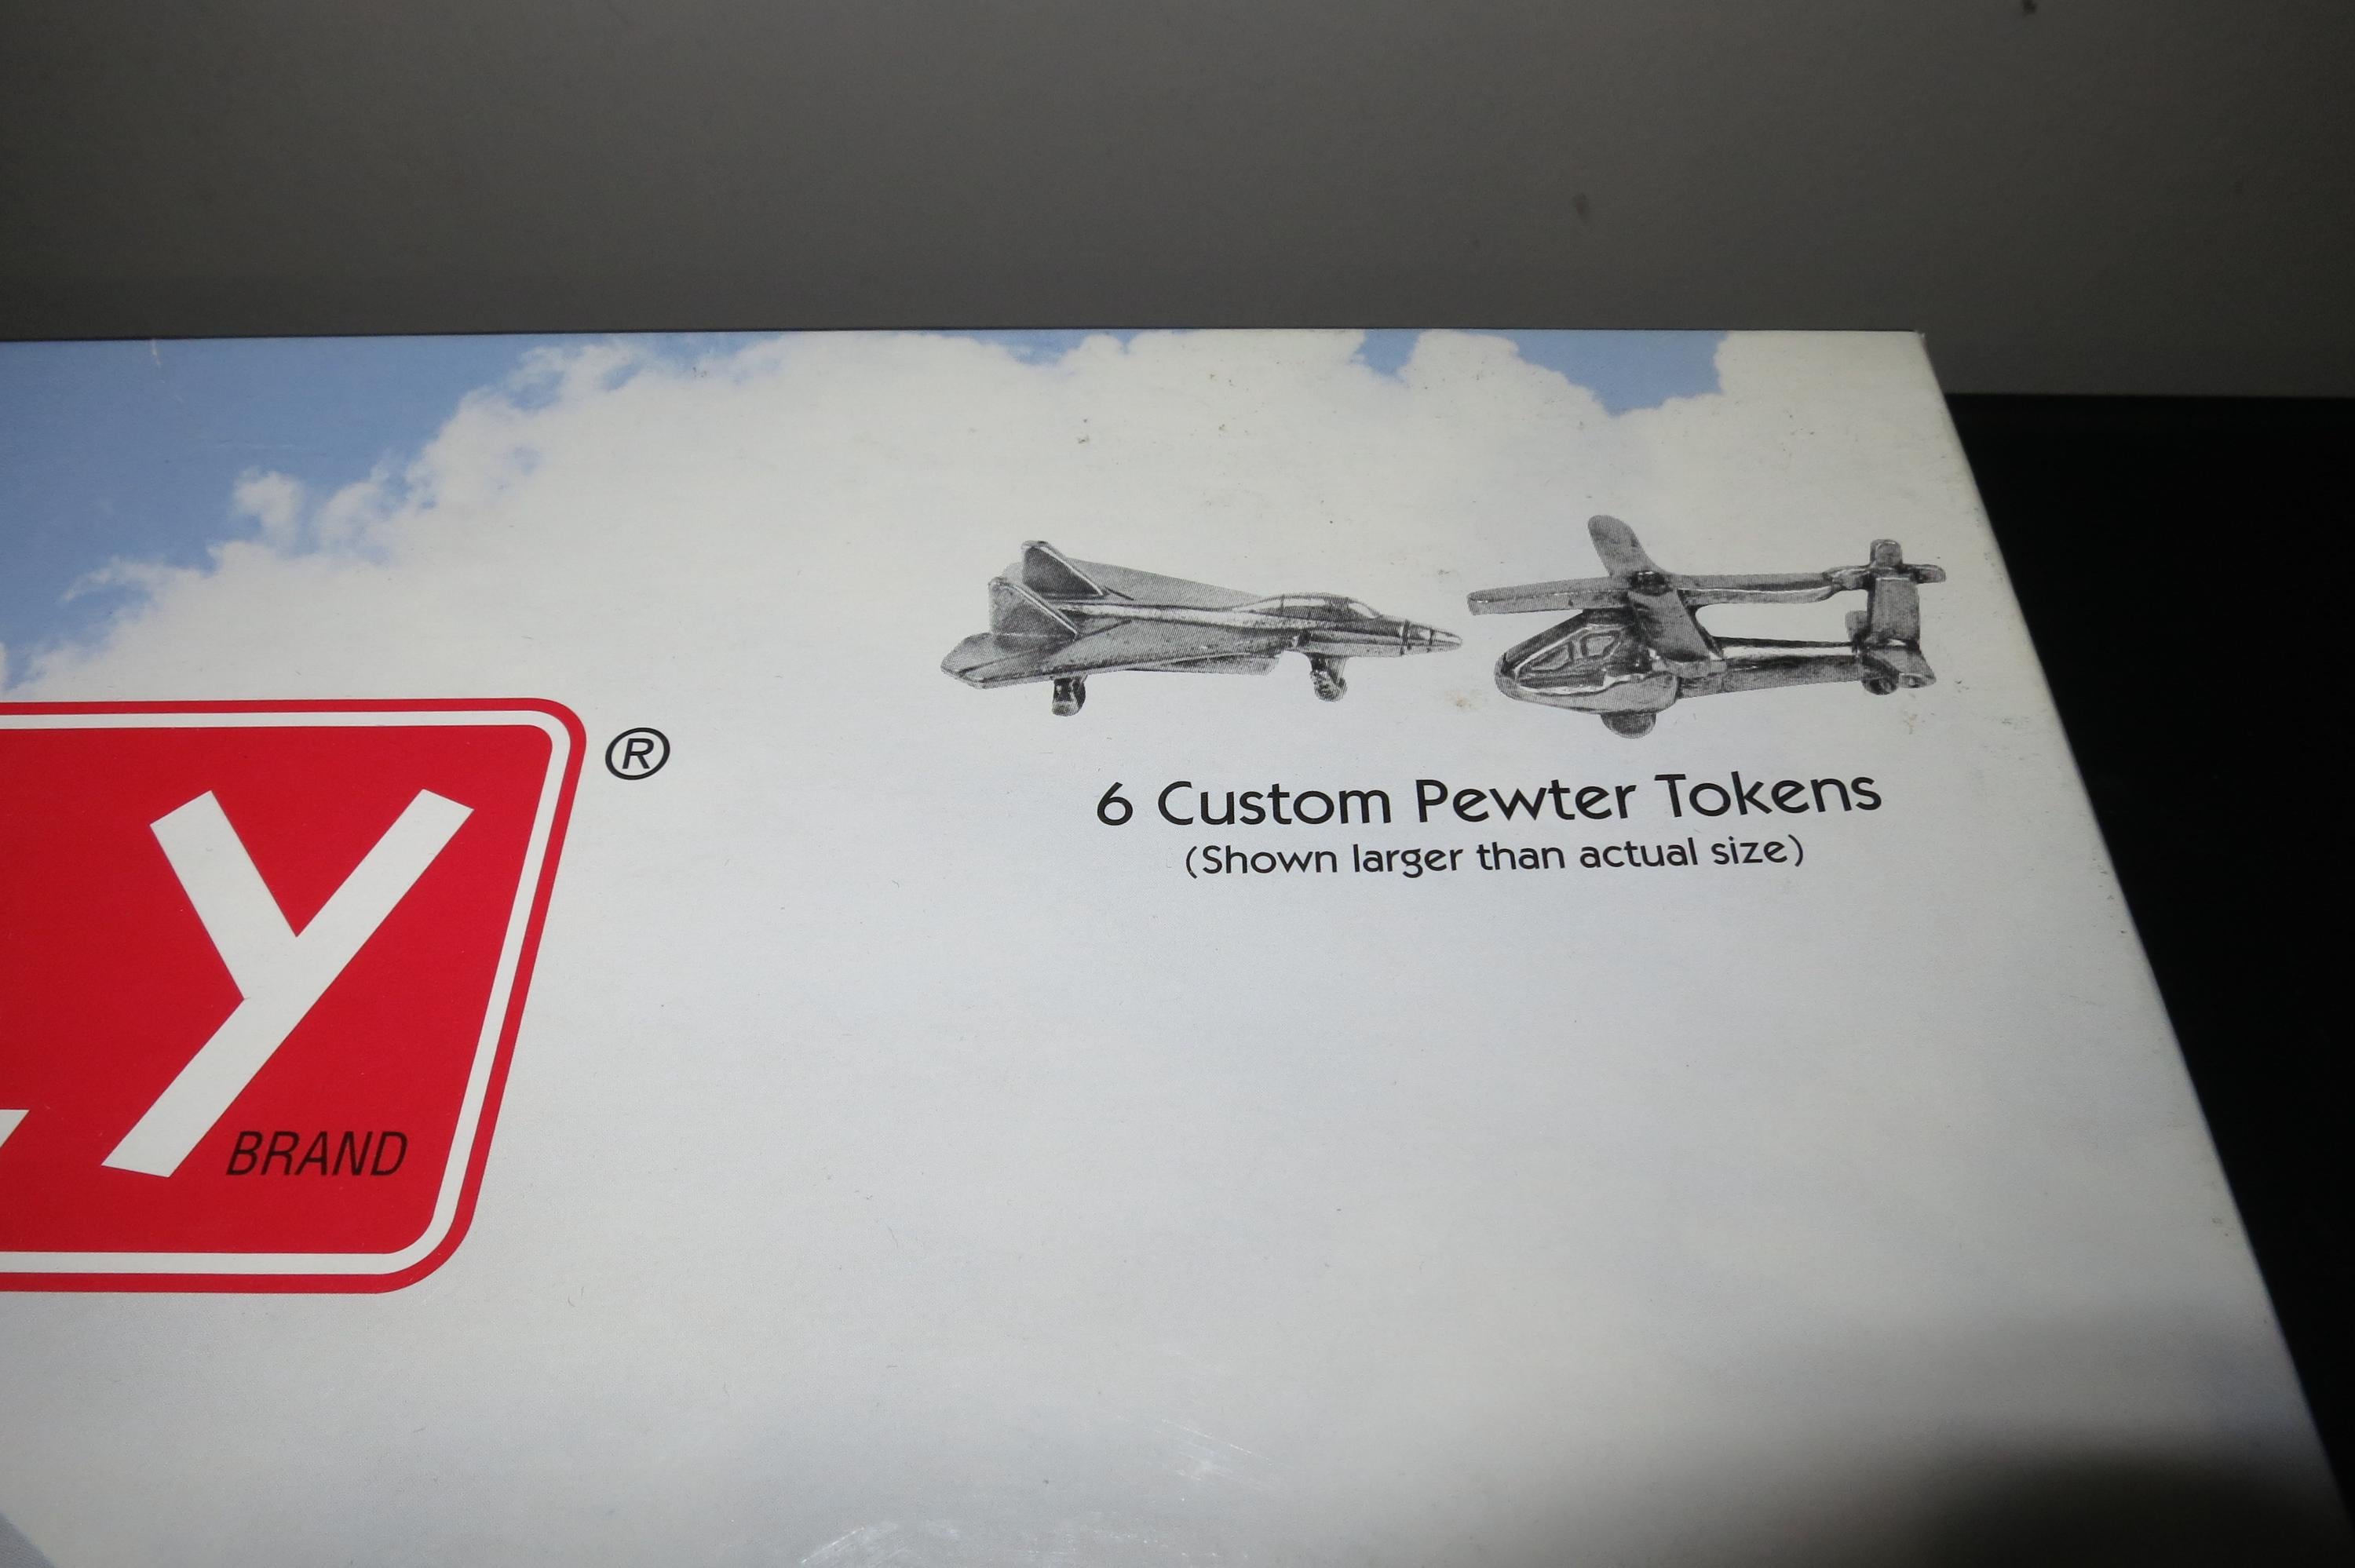 Y
®
BRAND
6 Custom Pewter Tokens
(Shown larger than actual size)